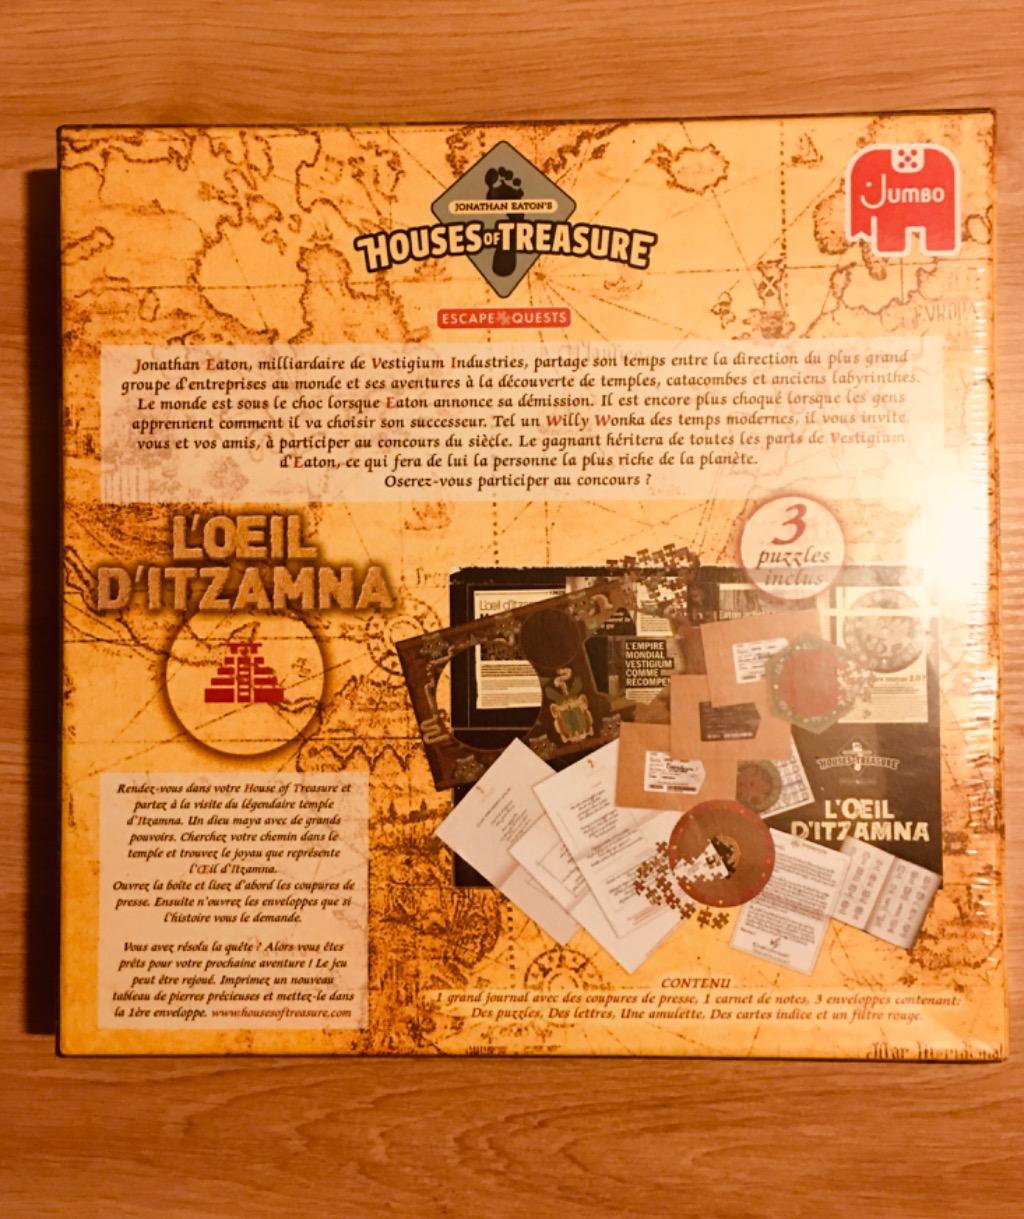 JONATHAN EATON'S
HOUSES OF TREASURE
JUMBO
ESCAPE QUESTS
EVROPA
Jonathan Eaton, milliardaire de Vestigium Industries, partage son temps entre la direction du plus grand
groupe d'entreprises au monde et ses aventures à la découverte de temples, catacombes et anciens labyrinthes.
Le monde est sous le choc lorsque Eaton annonce sa démission. Il est encore plus choqué lorsque les gens
apprennent comment il va choisir son successeur. Tel un Willy Wonka des temps modernes, il vous invite
vous et vos amis, à participer au concours du siècle. Le gagnant héritera de toutes les parts de Vestigium
d'Eaton, ce qui fera de lui la personne la plus riche de la planète.
Oserez-vous participer au concours ?
3
puzzles
inclus
L'OEIL
D'ITZAMNA
L'EMPIRE
MONDIAL
VESTIGIUM
COMME
RÉCOMPEN
HOUSES OF TREASURE
L'OEIL
D'ITZAMNA
Rendez-vous dans votre House of Treasure et
partez à la visite du légendaire temple
d'Itzamna. Un dieu maya avec de grands
pouvoirs. Cherchez votre chemin dans le
temple et trouvez le joyau que représente
l'Œil d'Itzamna.
Ouvrez la boîte et lisez d'abord les coupures de
presse. Ensuite n'ouvrez les enveloppes que si
l'histoire vous le demande.
Vous avez résolu la quête ? Alors vous êtes
prêts pour votre prochaine aventure ! Le jeu
peut être rejoué. Imprimez un nouveau
tableau de pierres précieuses et mettez-le dans
la 1ère enveloppe. www.housesoftreasure.com
CONTENU
1 grand journal avec des coupures de presse, 1 carnet de notes, 3 enveloppes contenant:
Des puzzles, Des lettres, Une amulette, Des cartes indice et un filtre rouge.